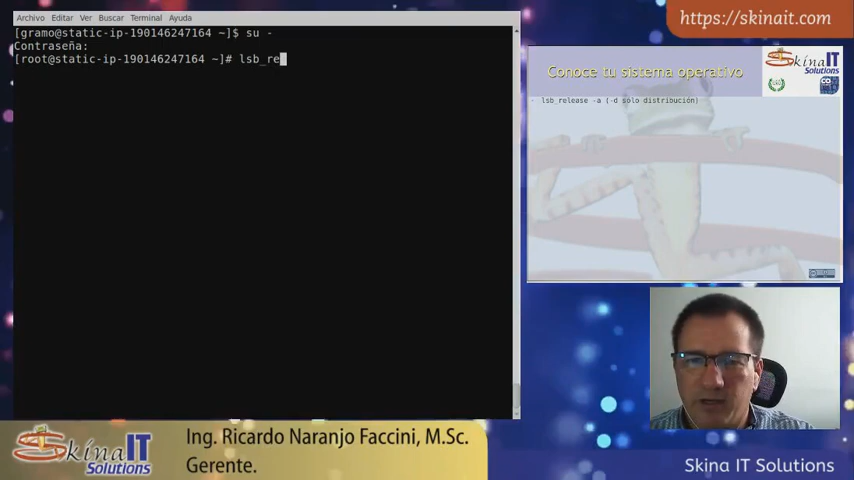 Archivo Editar Ver Buscar Terminal Ayuda
[gramo@static-ip-190146247164 ~]$ su -
Contraseña:
[root@static-ip-190146247164 ~]# lsb_re
https://skinait.com
Conoce tu sistema operativo
Skína IT
Solutions
- lsb_release -a (-d solo distribución)
Skína IT
Solutions
Ing. Ricardo Naranjo Faccini, M.Sc.
Gerente.
Skina IT Solutions